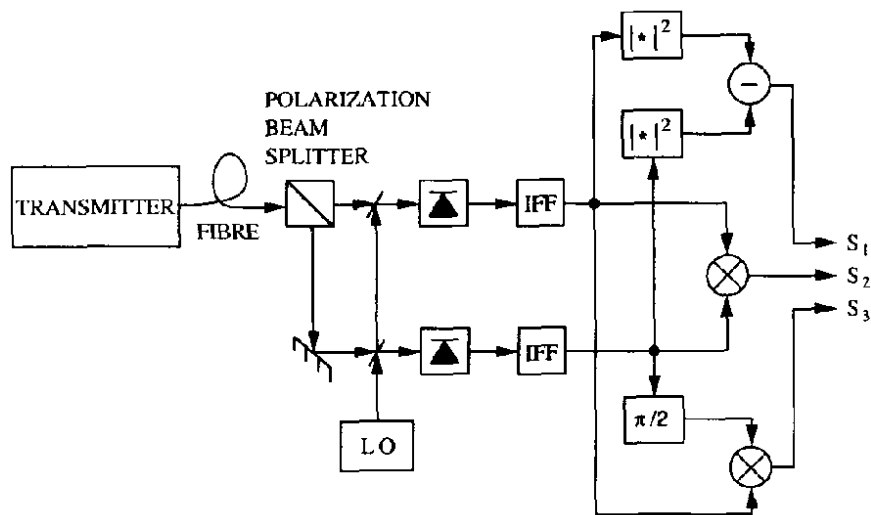 POLARIZATION
BEAM
SPLITTER
TRANSMITTER
FIBRE
IFF
IFF
LO
|*|²
|*|²
−
π/2
S₁
S₂
S₃